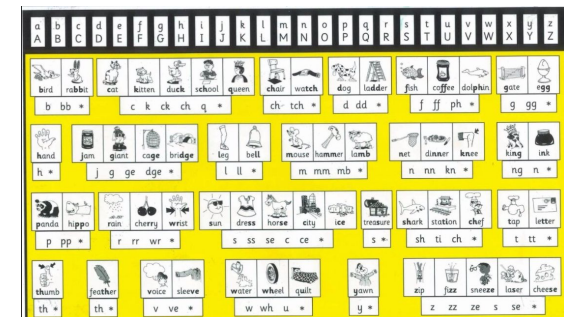 a b c d e f g h i j k l m n o p q r s t u v w x y z
A B C D E F G H I J K L M N O P Q R S T U V W X Y Z
bird rabbit cat kitten duck school queen chair watch dog ladder fish coffee dolphin gate egg
b bb * c k ck ch q * ch tch * d dd * f ff ph * g gg *
hand jam giant cage bridge leg bell mouse hammer lamb net dinner knee king ink
h * j g ge dge * l ll * m mm mb * n nn kn * ng n *
panda hippo rain cherry wrist sun dress horse city ice treasure shark station chef tap letter
p pp * r rr wr * s ss se c ce * s * sh ti ch * t tt *
thumb feather voice sleeve water wheel quilt yawn zip fizz sneeze laser cheese
th * th * v ve * w wh u * y * z zz ze s se *